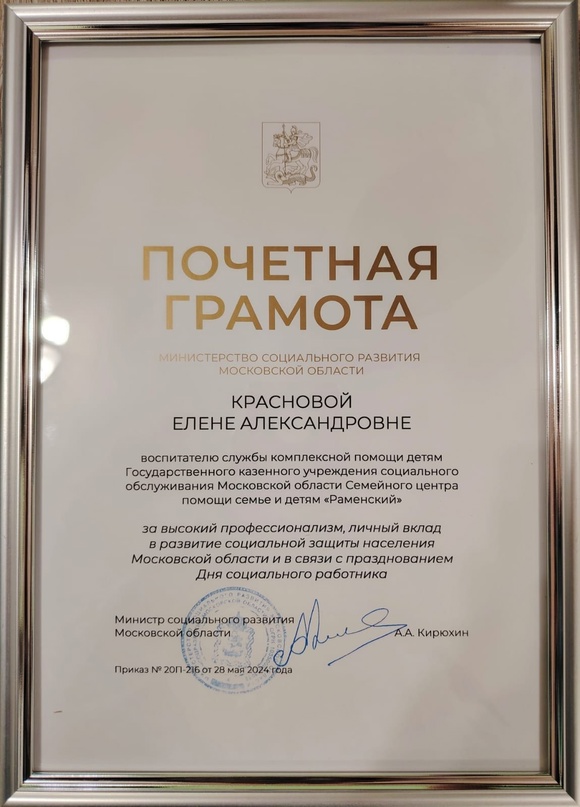 ПОЧЕТНАЯ
ГРАМОТА
МИНИСТЕРСТВО СОЦИАЛЬНОГО РАЗВИТИЯ
МОСКОВСКОЙ ОБЛАСТИ
КРАСНОВОЙ
ЕЛЕНЕ АЛЕКСАНДРОВНЕ
воспитателю службы комплексной помощи детям
Государственного казенного учреждения социального
обслуживания Московской области Семейного центра
помощи семье и детям «Раменский»
за высокий профессионализм, личный вклад
в развитие социальной защиты населения
Московской области и в связи с празднованием
Дня социального работника
Министр социального развития
Московской области
А.А. Кирюхин
Приказ № 20П-216 от 28 мая 2024 года